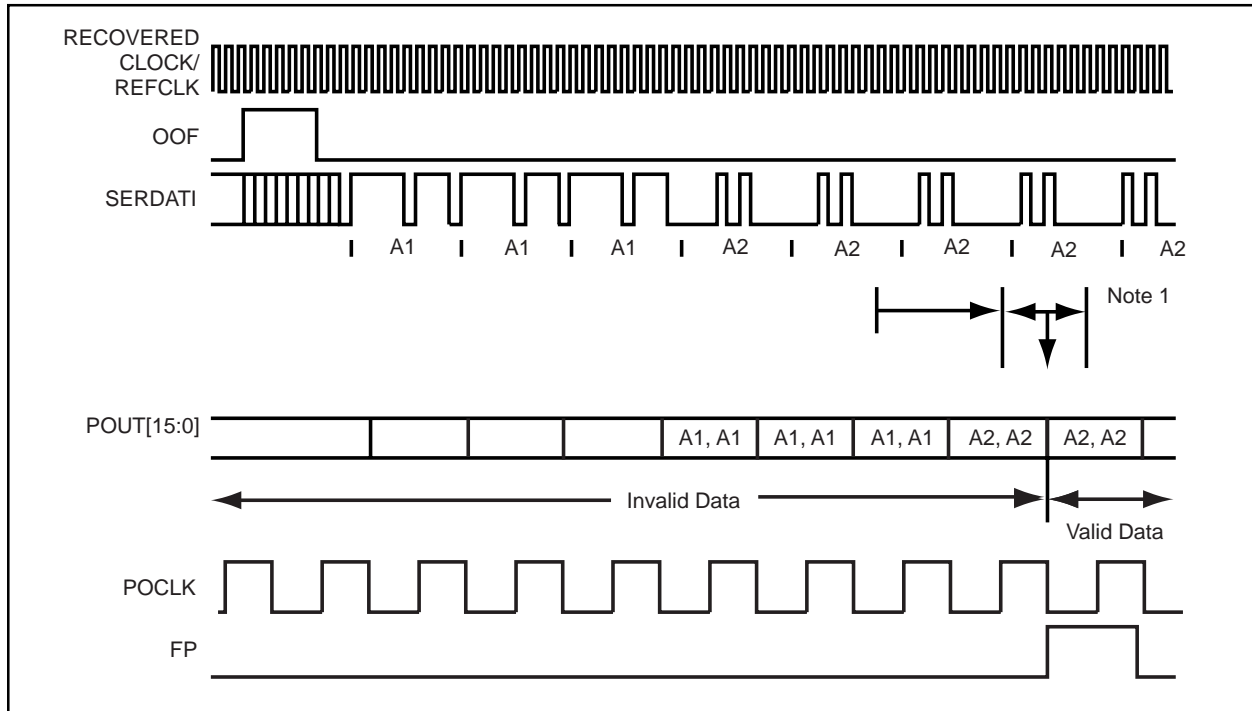 RECOVERED
CLOCK/
REFCLK
OOF
SERDATI
A1 A1 A1 A2 A2 A2 A2 A2
Note 1
POUT[15:0]
A1, A1 A1, A1 A1, A1 A2, A2 A2, A2
Invalid Data
Valid Data
POCLK
FP